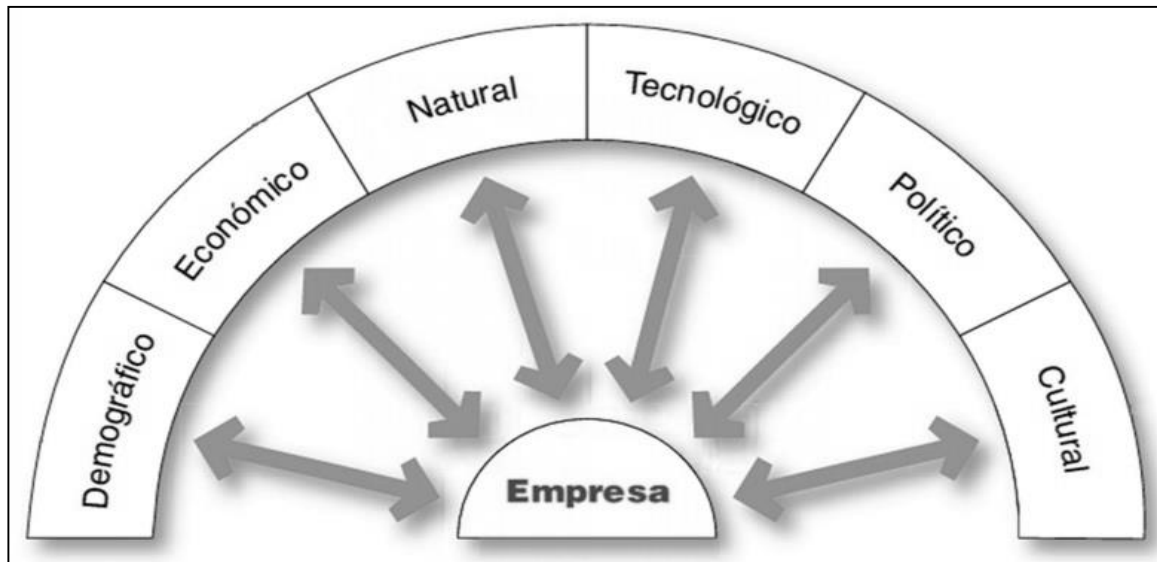 Demográfico
Económico
Natural
Tecnológico
Político
Cultural
Empresa